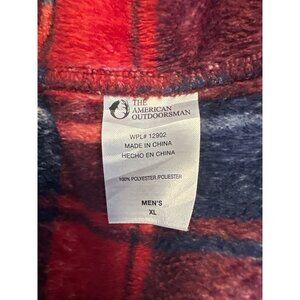 THE
AMERICAN
OUTDOORSMAN
WPL# 12902
MADE IN CHINA
HECHO EN CHINA
100% POLYESTER/POLIESTER
MEN'S
XL